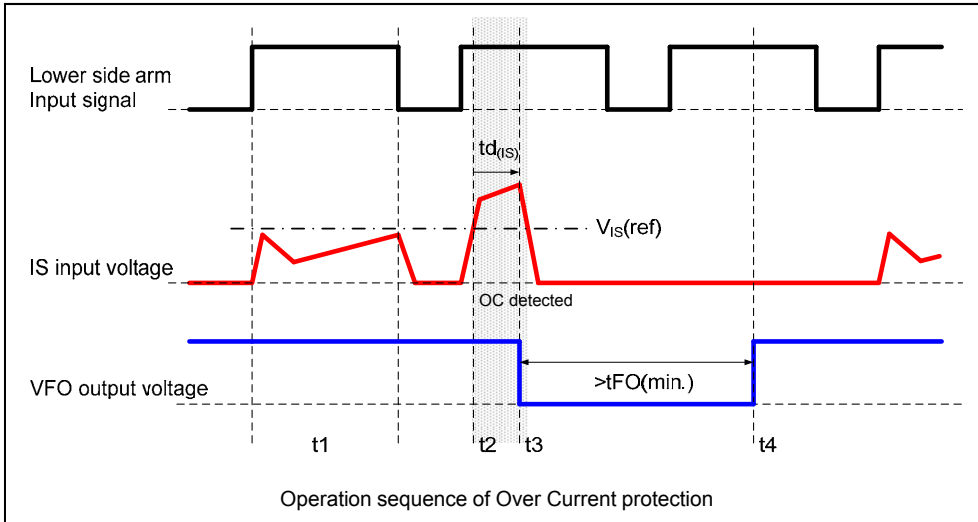 Lower side arm
Input signal
td(IS)
VIS(ref)
IS input voltage
OC detected
VFO output voltage
>tFO(min.)
t1
t2
t3
t4
Operation sequence of Over Current protection